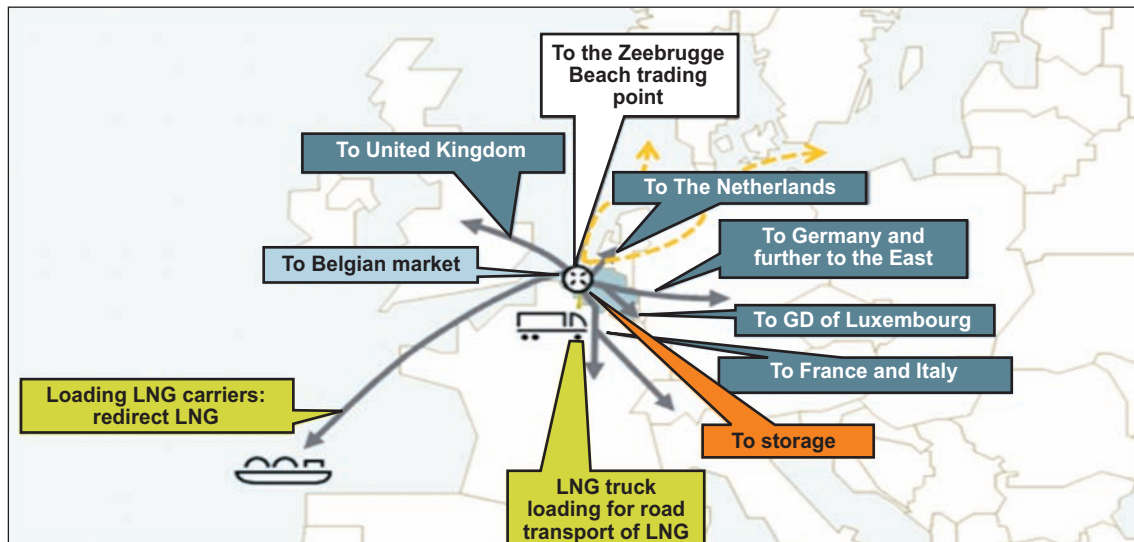 To the Zeebrugge
Beach trading
point
To United Kingdom
To The Netherlands
To Germany and
further to the East
To Belgian market
To GD of Luxembourg
To France and Italy
Loading LNG carriers:
redirect LNG
To storage
LNG truck
loading for road
transport of LNG